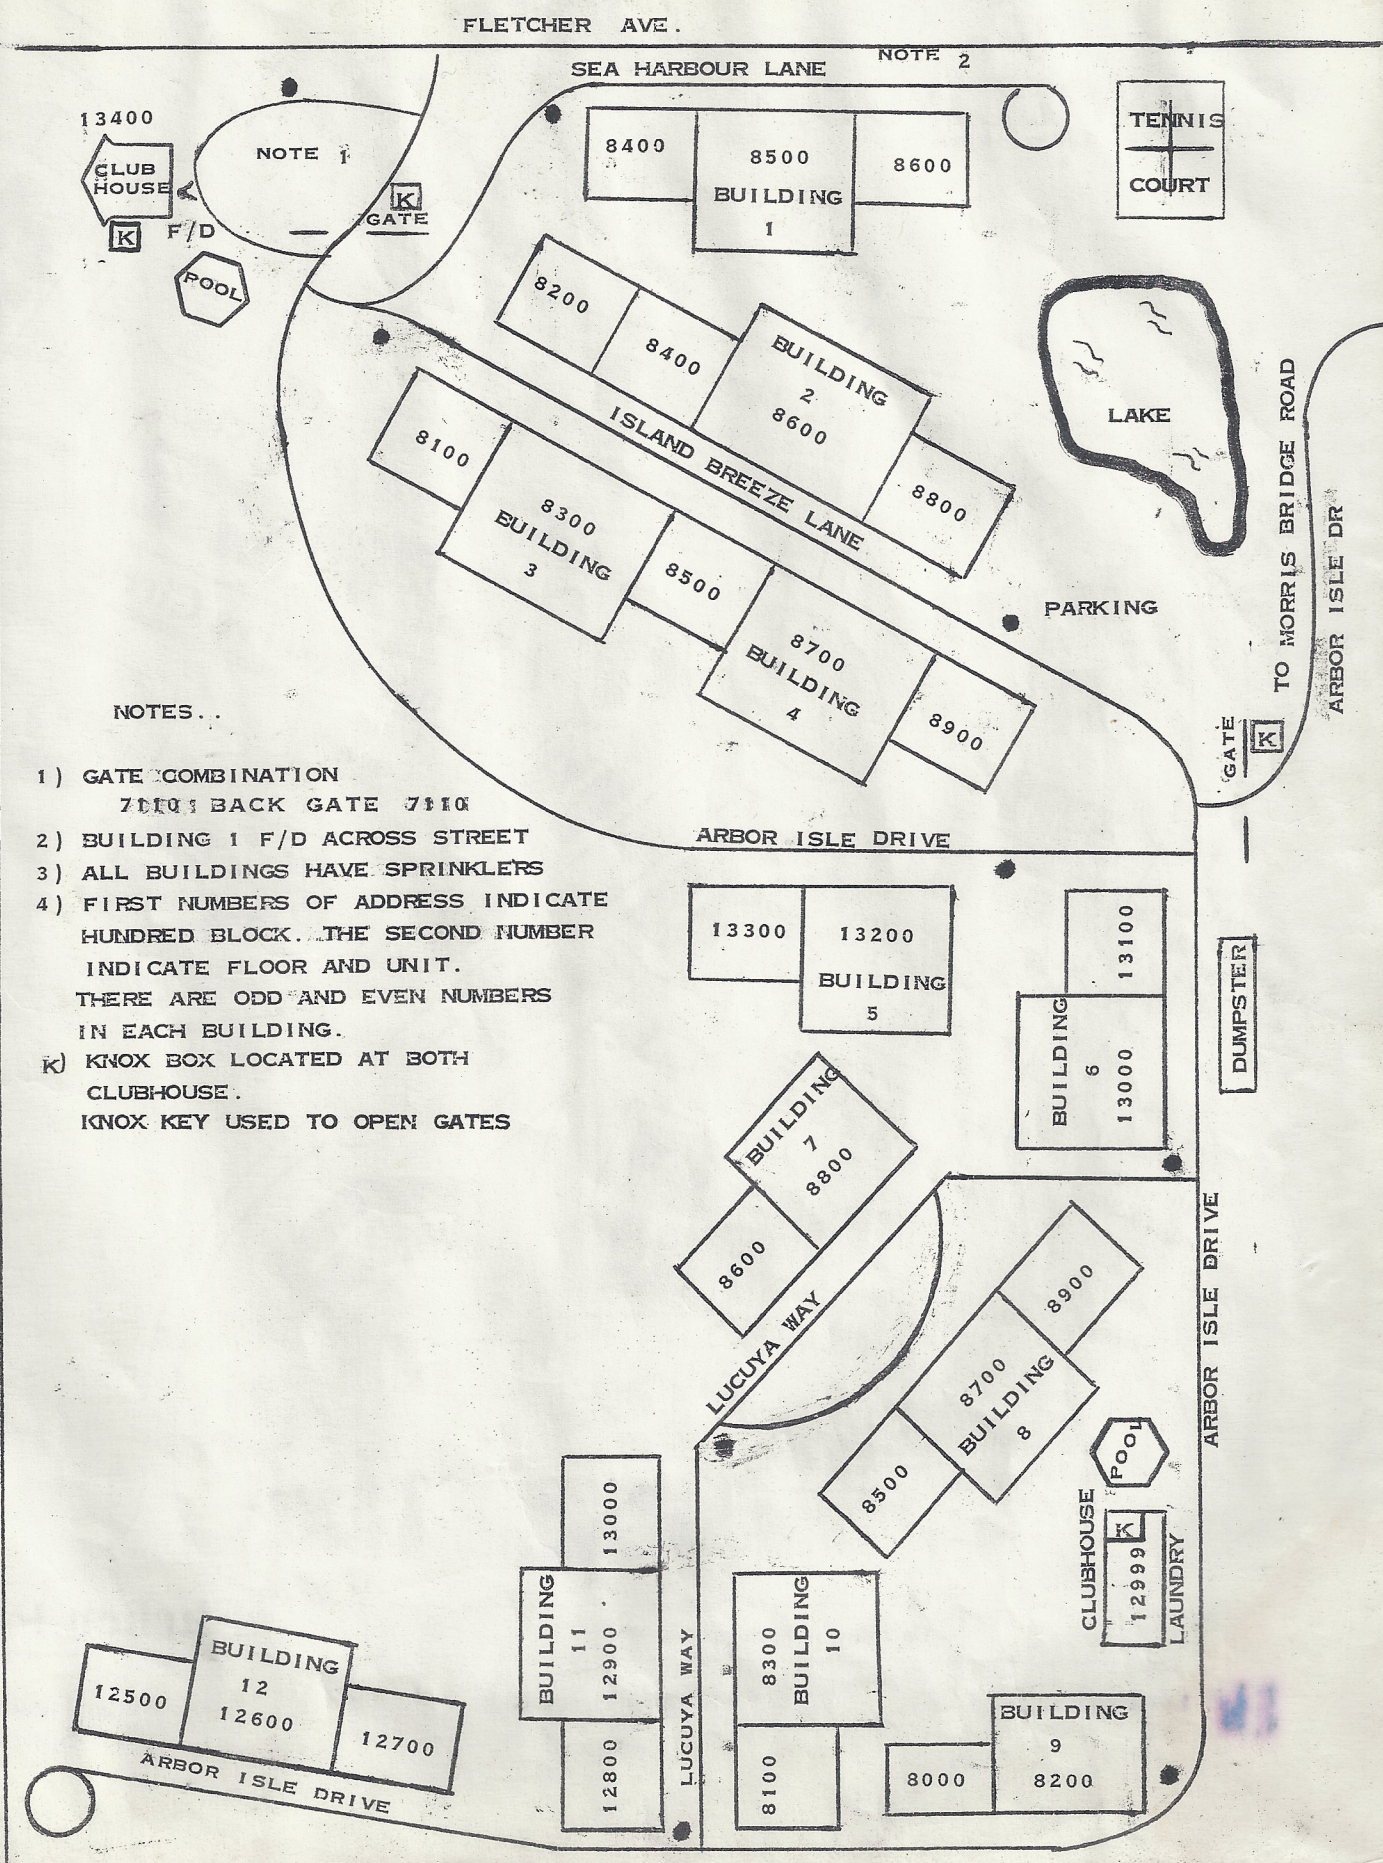 FLETCHER AVE.
SEA HARBOUR LANE
NOTE 2
13400
CLUB
HOUSE
K
F/D
POOL
NOTE 1
K
GATE
8400
8500
BUILDING
1
8600
TENNIS
COURT
8200
8400
BUILDING
2
8600
8800
ISLAND BREEZE LANE
LAKE
TO MORRIS BRIDGE ROAD
ARBOR ISLE DR
8100
8300
BUILDING
3
8500
8700
BUILDING
4
8900
PARKING
GATE
K
NOTES..
1) GATE COMBINATION
7110: BACK GATE 7110
2) BUILDING 1 F/D ACROSS STREET
3) ALL BUILDINGS HAVE SPRINKLERS
4) FIRST NUMBERS OF ADDRESS INDICATE
HUNDRED BLOCK. THE SECOND NUMBER
INDICATE FLOOR AND UNIT.
THERE ARE ODD AND EVEN NUMBERS
IN EACH BUILDING.
K) KNOX BOX LOCATED AT BOTH
CLUBHOUSE.
KNOX KEY USED TO OPEN GATES
ARBOR ISLE DRIVE
13300
13200
BUILDING
5
13100
BUILDING
6
13000
DUMPSTER
BUILDING
7
8800
8600
LUCUYA WAY
8900
8700
BUILDING
8
8500
ARBOR ISLE DRIVE
POOL
CLUBHOUSE
K
12999
LAUNDRY
13000
BUILDING
11
12900
12800
LUCUYA WAY
8300
BUILDING
10
8100
BUILDING
9
8200
8000
12500
BUILDING
12
12600
12700
ARBOR ISLE DRIVE